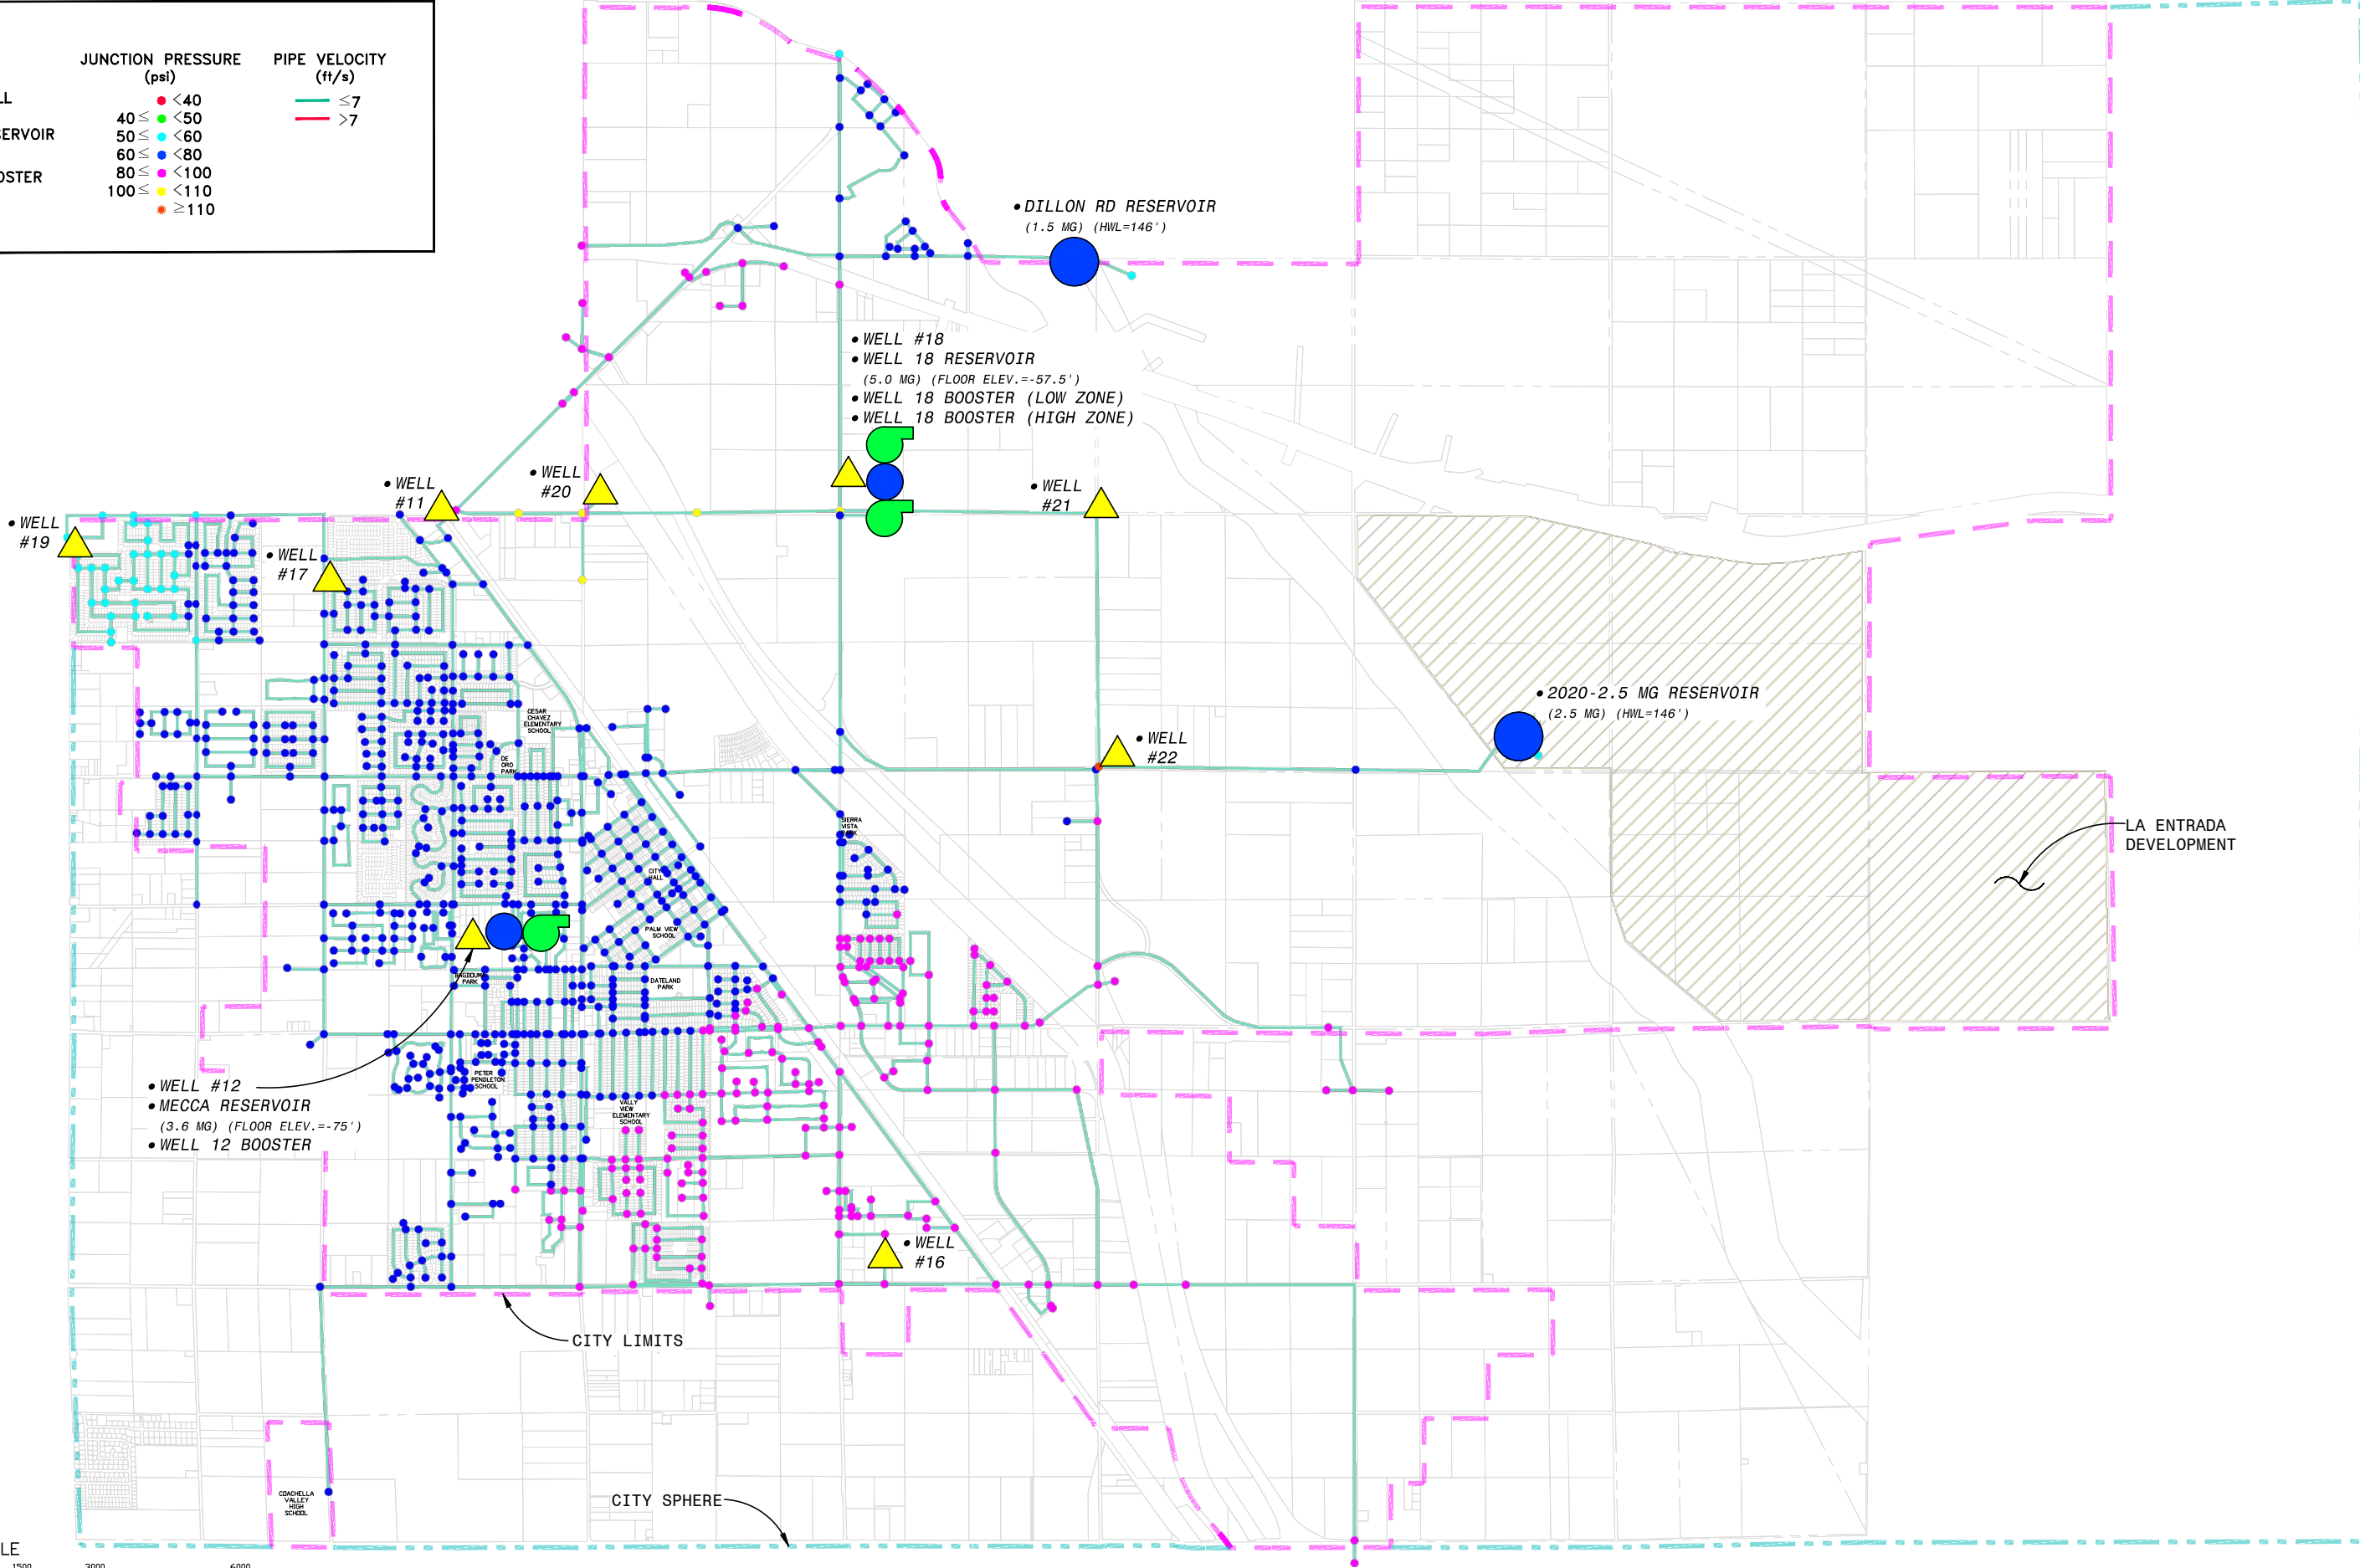 JUNCTION PRESSURE
(psi)
<40
40≤ <50
50≤ <60
60≤ <80
80≤ <100
100≤ <110
≥110
PIPE VELOCITY
(ft/s)
≤7
>7
DILLON RD RESERVOIR
(1.5 MG) (HWL=146')
WELL #18
WELL 18 RESERVOIR
(5.0 MG) (FLOOR ELEV.=-57.5')
WELL 18 BOOSTER (LOW ZONE)
WELL 18 BOOSTER (HIGH ZONE)
WELL
#11
WELL
#20
WELL
#21
WELL
#19
WELL
#17
CESAR
CHAVEZ
ELEMENTARY
SCHOOL
DE
ORO
PARK
2020-2.5 MG RESERVOIR
(2.5 MG) (HWL=146')
WELL
#22
SIERRA
VISTA
PARK
LA ENTRADA
DEVELOPMENT
CITY
HALL
PALM VIEW
SCHOOL
BAGDOUMA
PARK
DATELAND
PARK
PETER
PENDLETON
SCHOOL
WELL #12
MECCA RESERVOIR
(3.6 MG) (FLOOR ELEV.=-75')
WELL 12 BOOSTER
VALLY
VIEW
ELEMENTARY
SCHOOL
WELL
#16
CITY LIMITS
COACHELLA
VALLEY
HIGH
SCHOOL
CITY SPHERE
1500 3000 6000